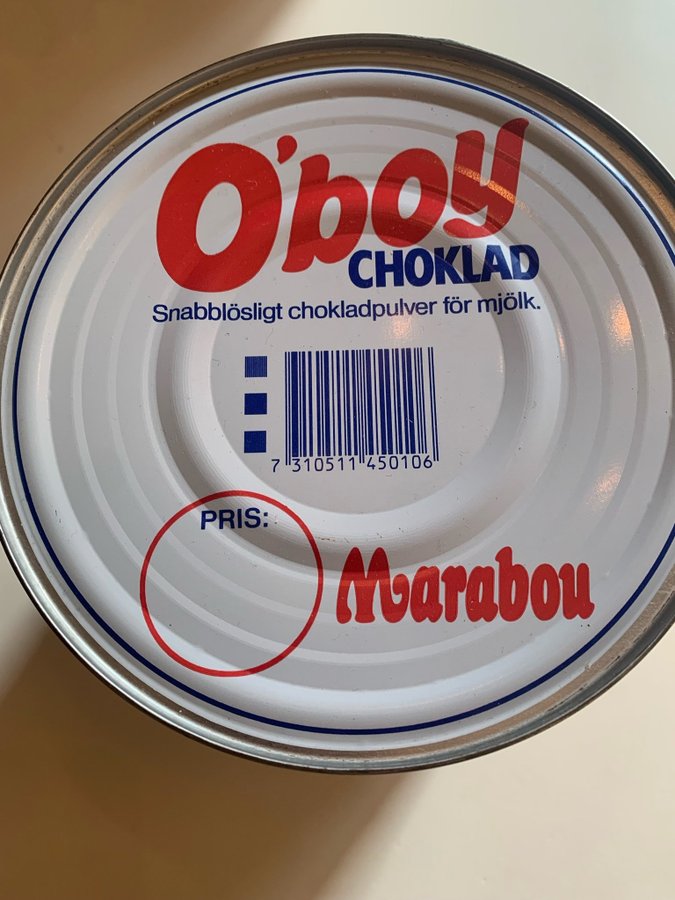 O'boy
CHOKLAD
Snabblösligt chokladpulver för mjölk.
7 310511 450106
PRIS:
Marabou